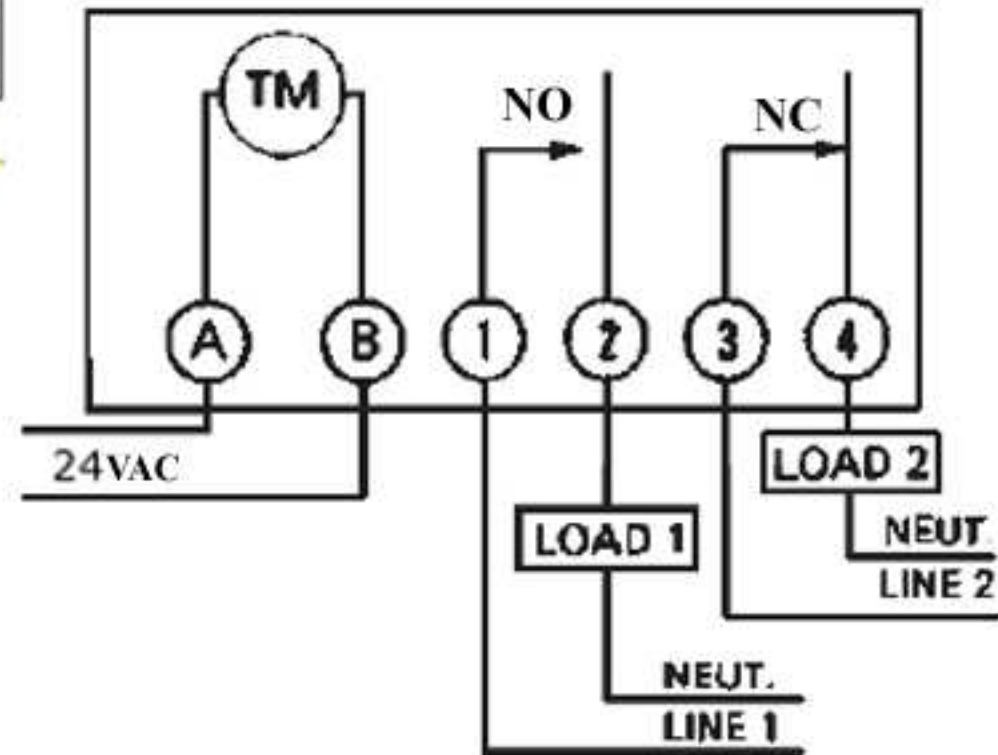 TM
NO
NC
A
B
1
2
3
4
24VAC
LOAD 1
LOAD 2
NEUT.
LINE 2
NEUT.
LINE 1